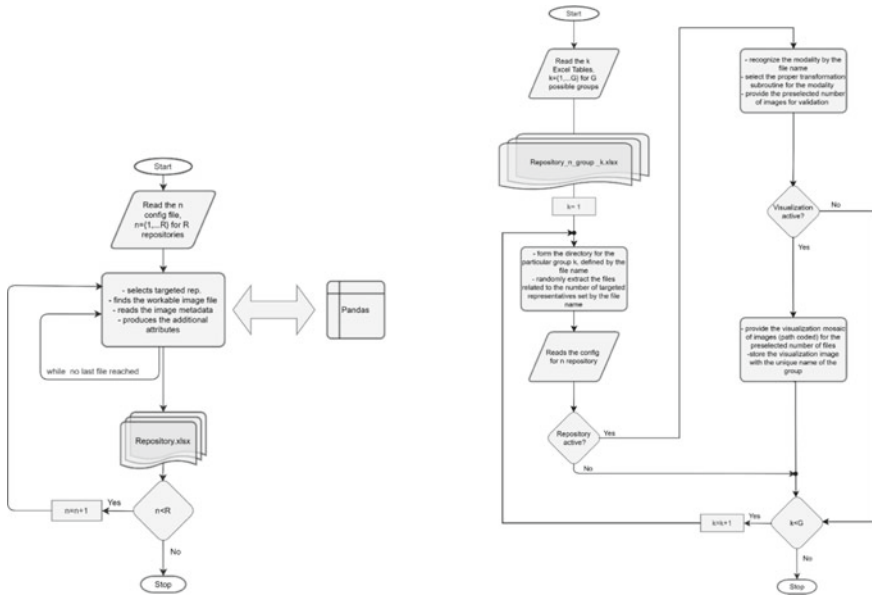 Start
Read the n
config file,
n={1,...R} for R
repositories
- selects targeted rep.
- finds the workable image file
- reads the image metadata
- produces the additional
attributes
Pandas
while no last file reached
Repository.xlsx
n=n+1
Yes
n<R
No
Stop
Start
Read the k
Excel Tables,
k={1,...G} for G
possible groups
Repository_n_group _k.xlsx
k= 1
- form the directory for the
particular group k, defined by the
file name
- randomly extract the files
related to the number of targeted
representatives set by the file
name
Reads the config
for n repository
Repository
active?
Yes
No
- recognize the modality by the
file name
- select the proper transformation
subroutine for the modality
- provide the preselected number
of images for validation
Visualization
active?
No
Yes
- provide the visualization mosaic
of images (path coded) for the
preselected number of files
-store the visualization image
with the unique name of the
group
k=k+1
Yes
k<G
No
Stop